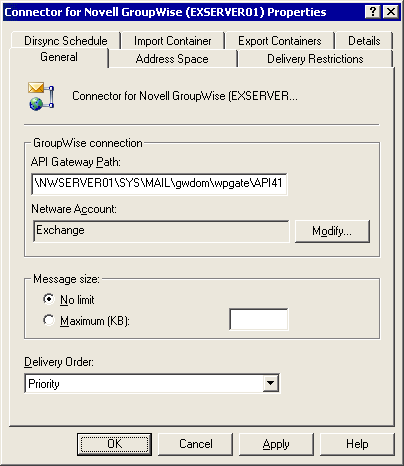 Connector for Novell GroupWise (EXSERVER01) Properties
Dirsync Schedule
Import Container
Export Containers
Details
General
Address Space
Delivery Restrictions
Connector for Novell GroupWise (EXSERVER...
GroupWise connection
API Gateway Path:
\NWSERVER01\SYS\MAIL\gwdom\wpgate\API41
Netware Account:
Exchange
Modify...
Message size:
No limit
Maximum (KB):
Delivery Order:
Priority
OK
Cancel
Apply
Help